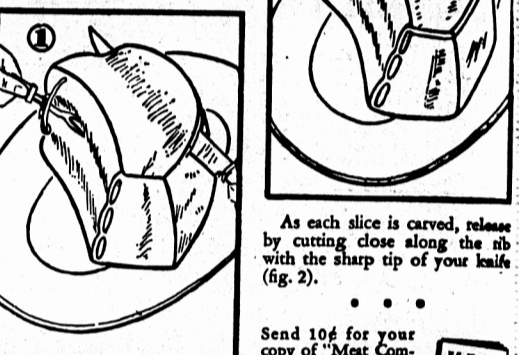 1
As each slice is carved, release
by cutting close along the rib
with the sharp tip of your knife
(fig. 2).
• • •
Send 10¢ for your
copy of "Meat Com-